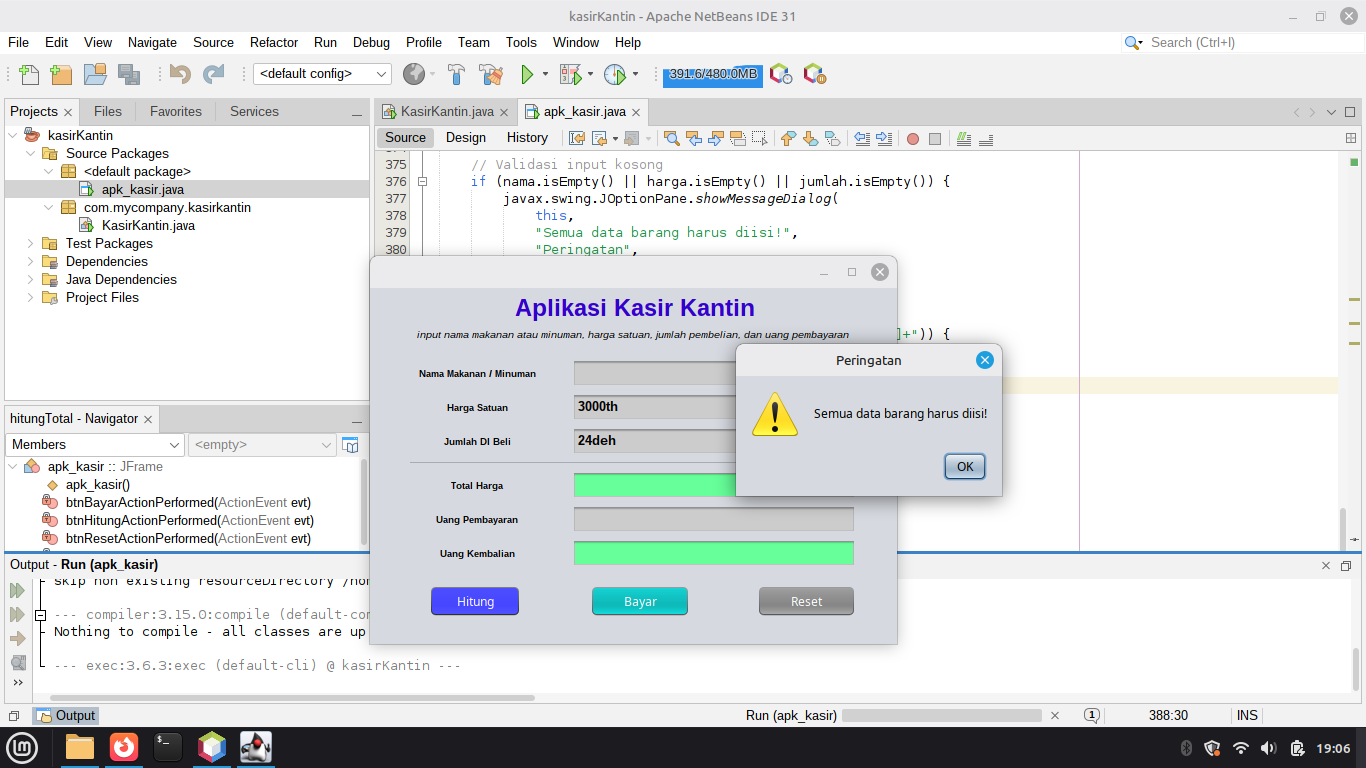 kasirKantin - Apache NetBeans IDE 31
File Edit View Navigate Source Refactor Run Debug Profile Team Tools Window Help
Search (Ctrl+I)
<default config>
391.6/480.0MB
Projects Files Favorites Services
kasirKantin
Source Packages
<default package>
apk_kasir.java
com.mycompany.kasirkantin
KasirKantin.java
Test Packages
Dependencies
Java Dependencies
Project Files
KasirKantin.java apk_kasir.java
Source Design History
375 // Validasi input kosong
376 if (nama.isEmpty() || harga.isEmpty() || jumlah.isEmpty()) {
377 javax.swing.JOptionPane.showMessageDialog(
378 this,
379 "Semua data barang harus diisi!",
380 "Peringatan",
]+")) {
Aplikasi Kasir Kantin
input nama makanan atau minuman, harga satuan, jumlah pembelian, dan uang pembayaran
Nama Makanan / Minuman
Harga Satuan 3000th
Jumlah DI Beli 24deh
Total Harga
Uang Pembayaran
Uang Kembalian
Hitung Bayar Reset
Peringatan
Semua data barang harus diisi!
OK
hitungTotal - Navigator
Members <empty>
apk_kasir :: JFrame
apk_kasir()
btnBayarActionPerformed(ActionEvent evt)
btnHitungActionPerformed(ActionEvent evt)
btnResetActionPerformed(ActionEvent evt)
Output - Run (apk_kasir)
skip non existing resourceDirectory /hom
--- compiler:3.15.0:compile (default-com
Nothing to compile - all classes are up
--- exec:3.6.3:exec (default-cli) @ kasirKantin ---
Output
Run (apk_kasir)
1
388:30
INS
19:06